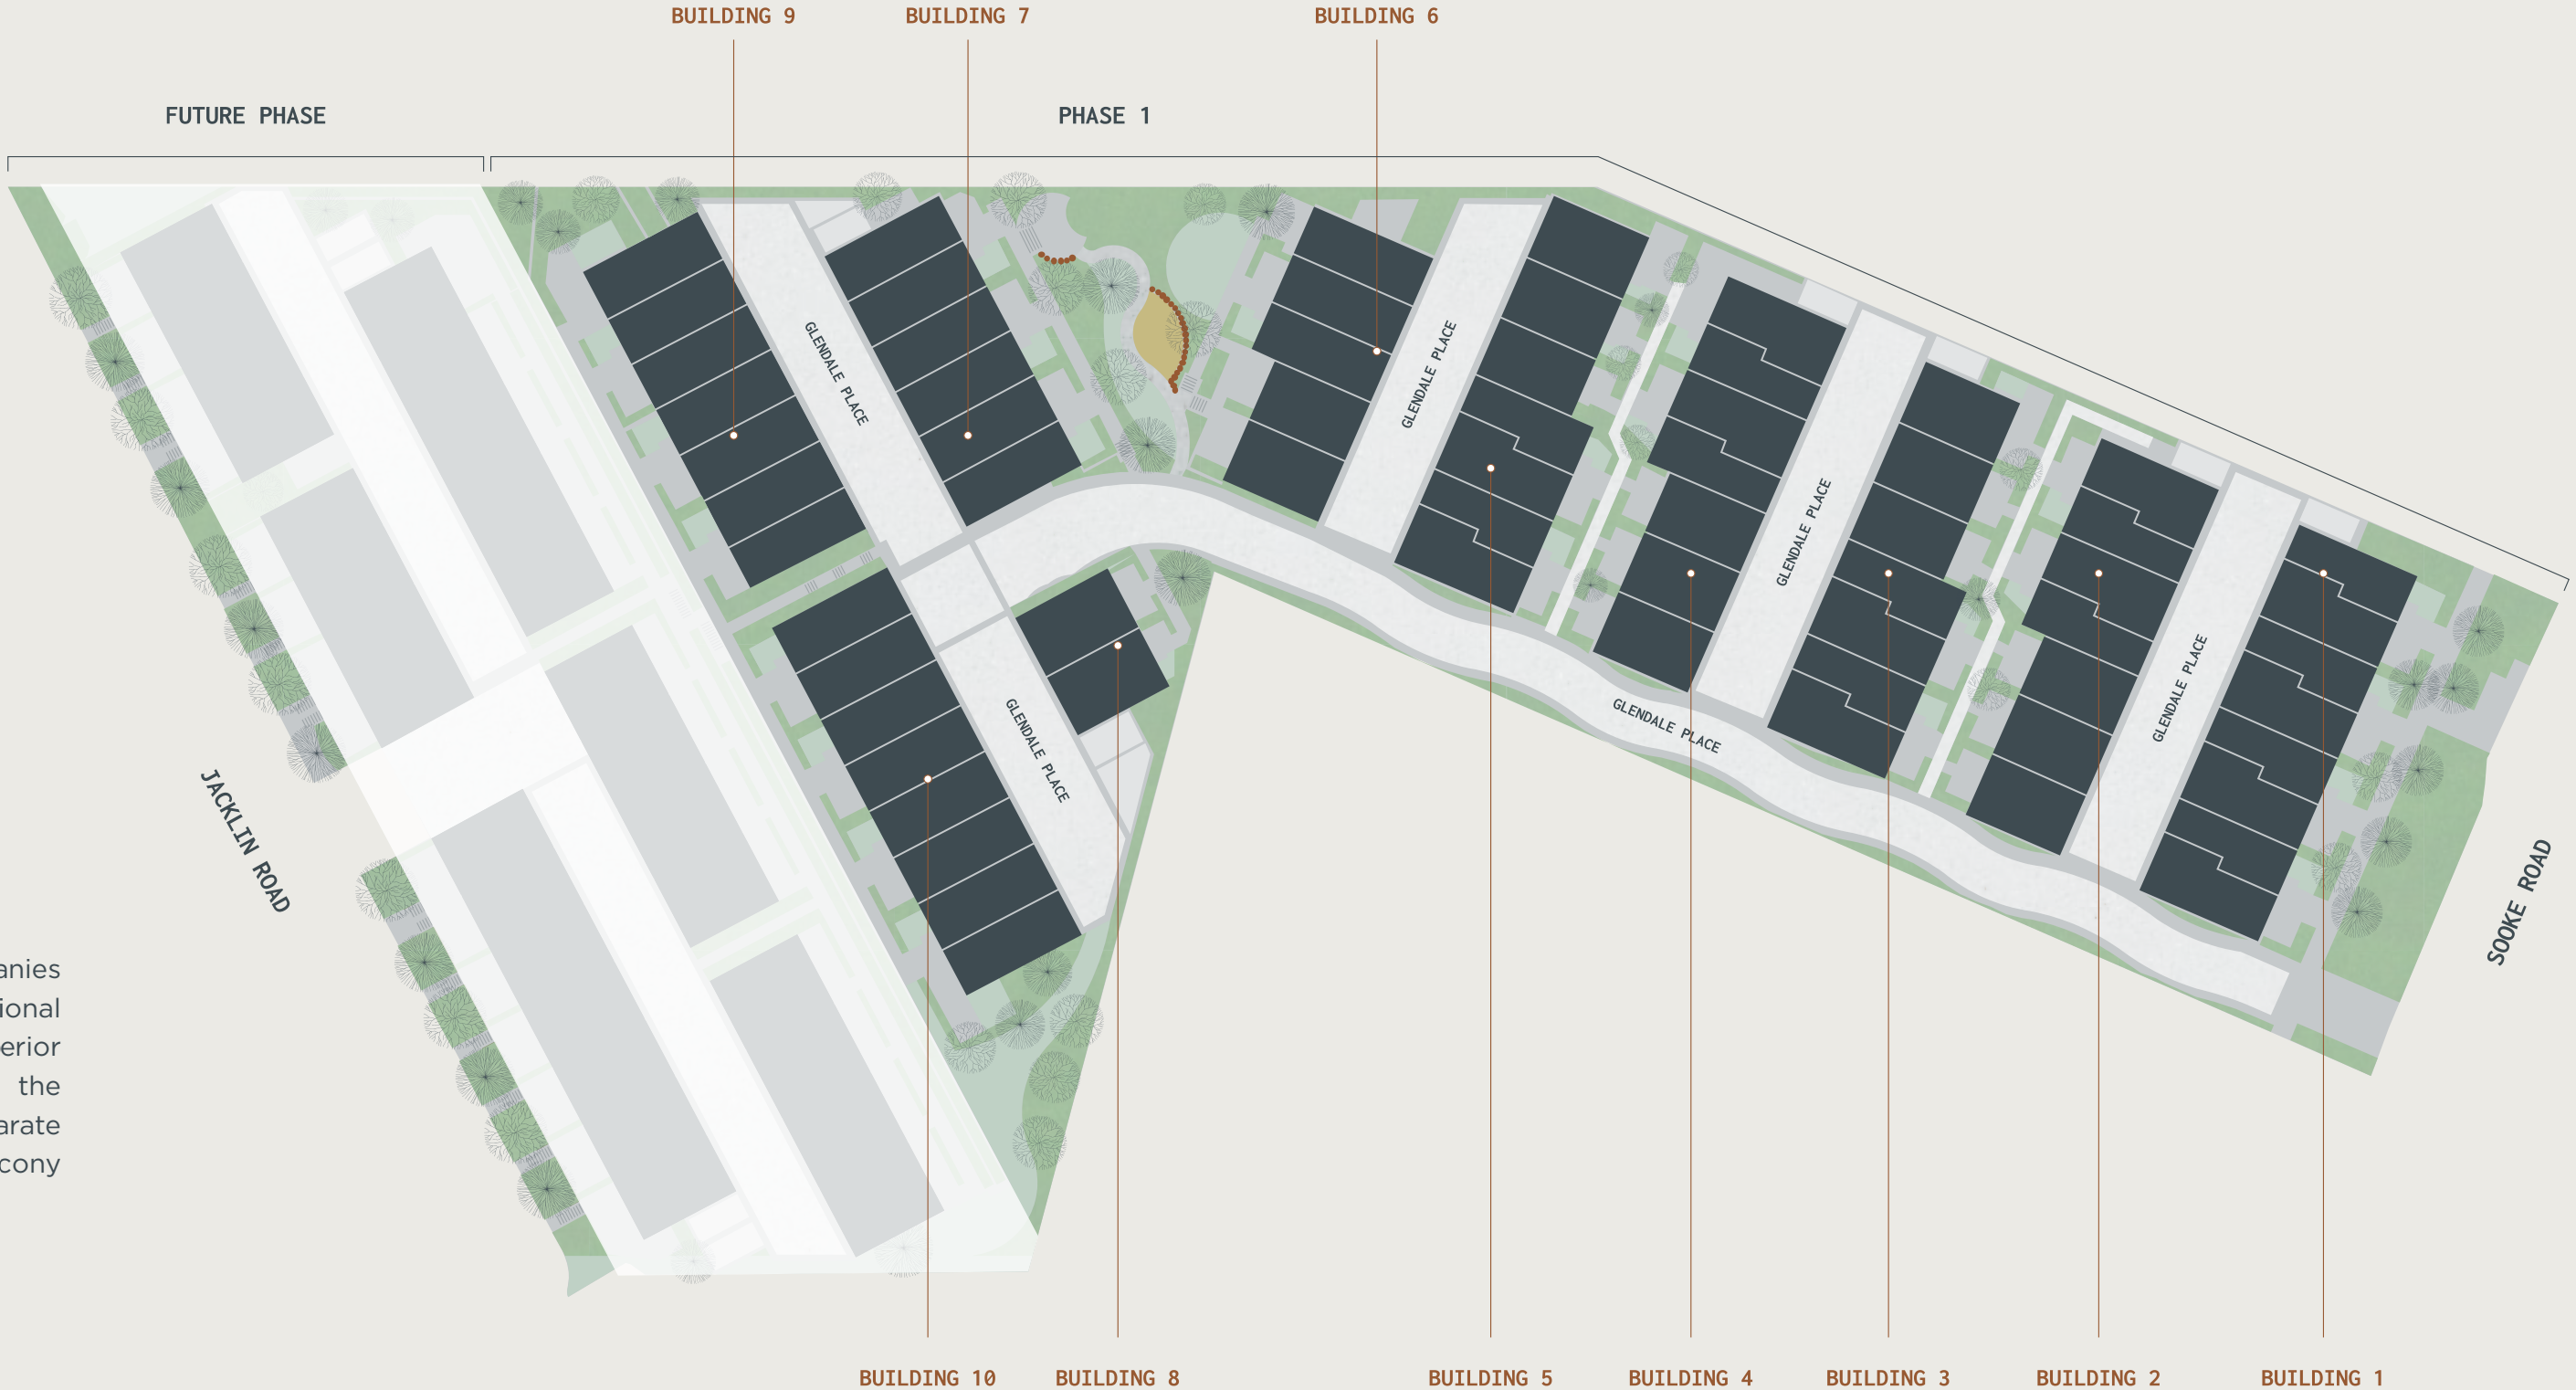 BUILDING 9
BUILDING 7
BUILDING 6
FUTURE PHASE
PHASE 1
GLENDALE PLACE
GLENDALE PLACE
GLENDALE PLACE
GLENDALE PLACE
GLENDALE PLACE
GLENDALE PLACE
JACKLIN ROAD
SOOKE ROAD
anies
ional
erior
the
arate
cony
BUILDING 10
BUILDING 8
BUILDING 5
BUILDING 4
BUILDING 3
BUILDING 2
BUILDING 1